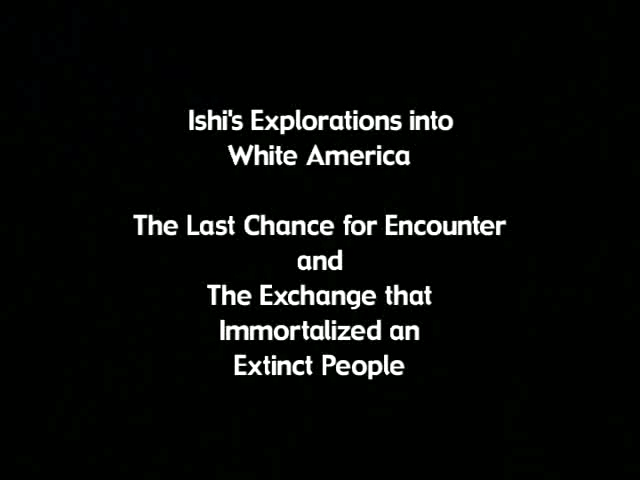 Ishi's Explorations into
White America
The Last Chance for Encounter
and
The Exchange that
Immortalized an
Extinct People